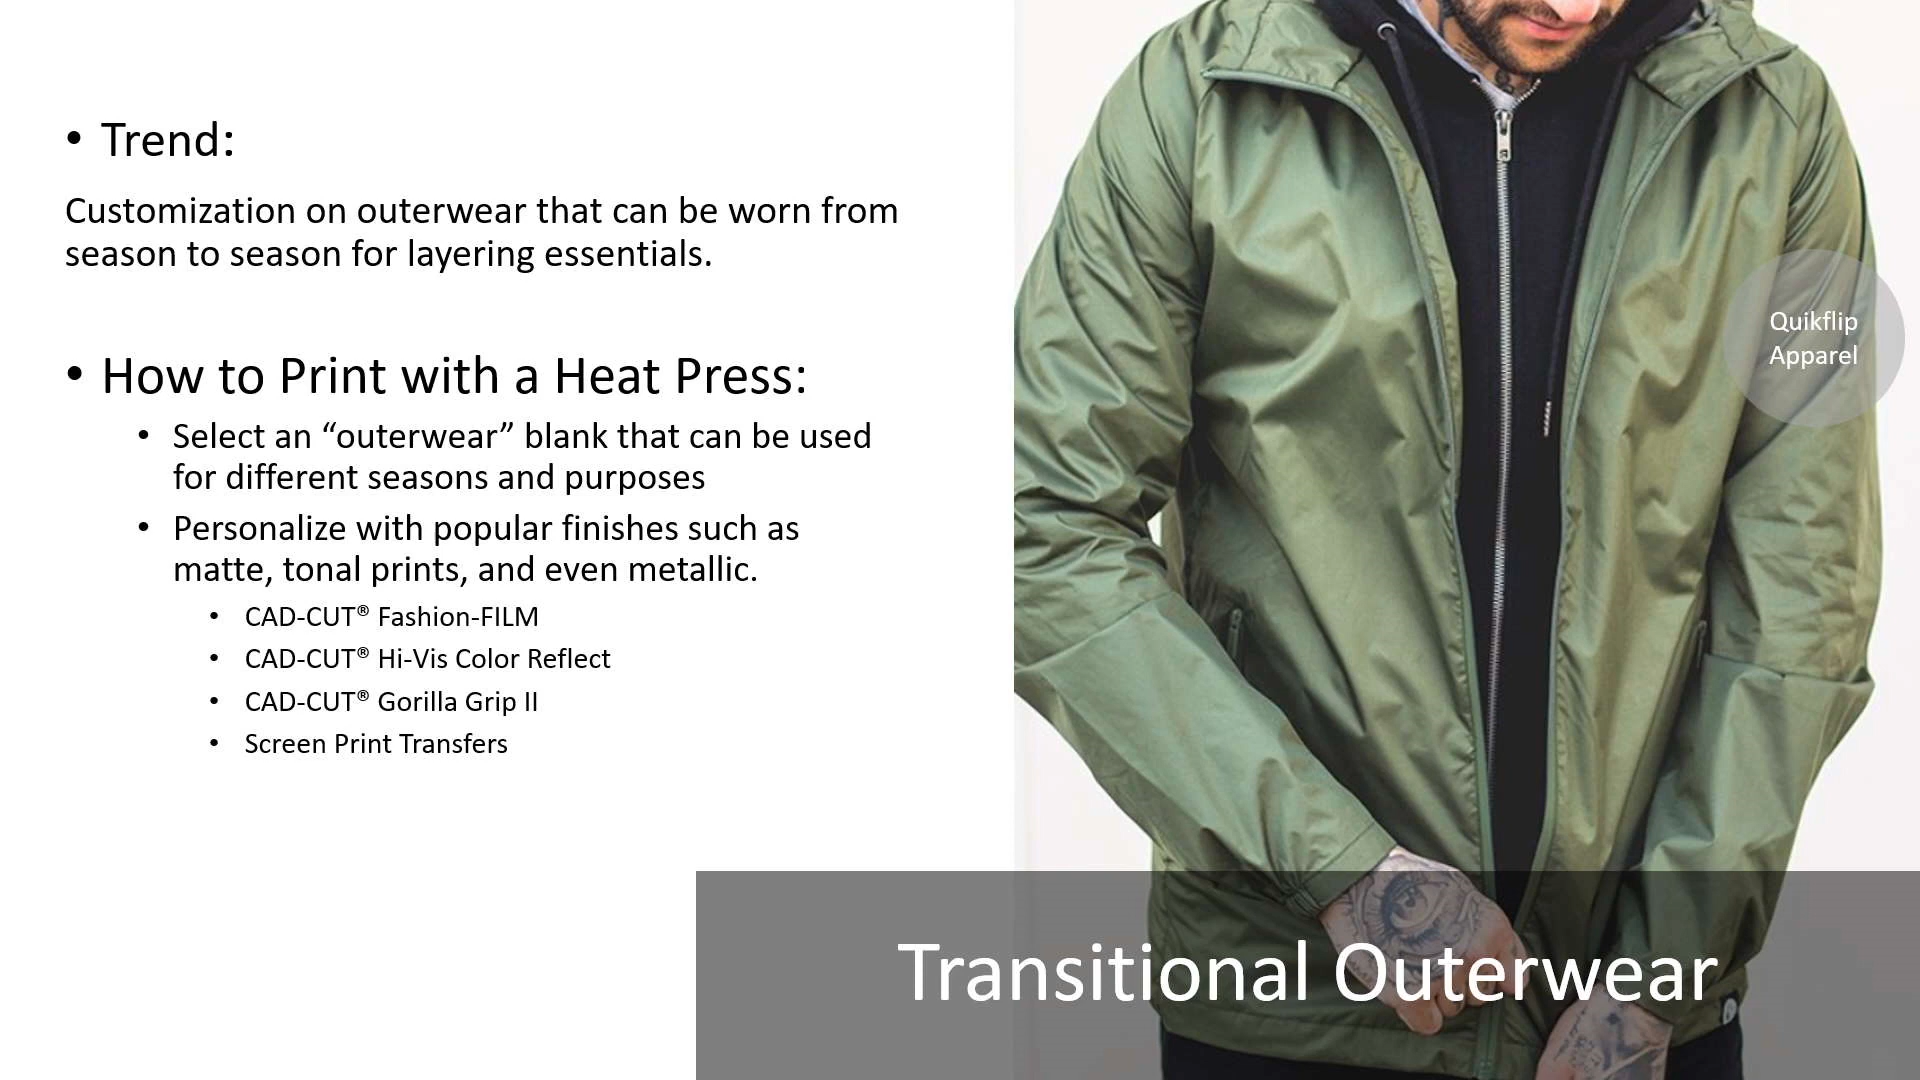 • Trend:
Customization on outerwear that can be worn from
season to season for layering essentials.
• How to Print with a Heat Press:
• Select an “outerwear” blank that can be used
for different seasons and purposes
• Personalize with popular finishes such as
matte, tonal prints, and even metallic.
• CAD-CUT® Fashion-FILM
• CAD-CUT® Hi-Vis Color Reflect
• CAD-CUT® Gorilla Grip II
• Screen Print Transfers
Quikflip
Apparel
Transitional Outerwear